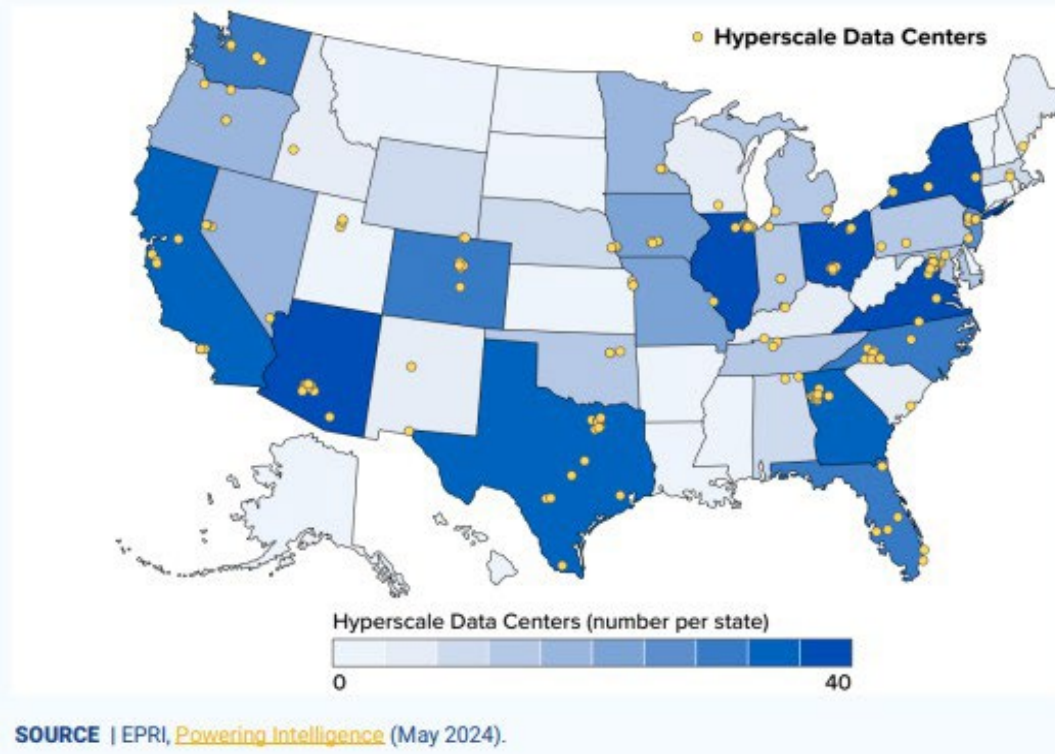 Hyperscale Data Centers
Hyperscale Data Centers (number per state)
0 40
SOURCE | EPRI, Powering Intelligence (May 2024).